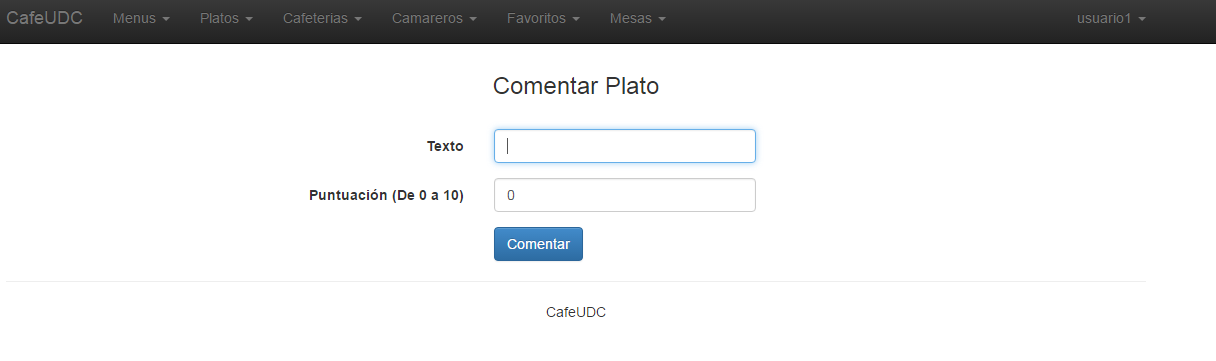 CafeUDC Menus Platos Cafeterias Camareros Favoritos Mesas usuario1
Comentar Plato
Texto
Puntuación (De 0 a 10) 0
Comentar
CafeUDC